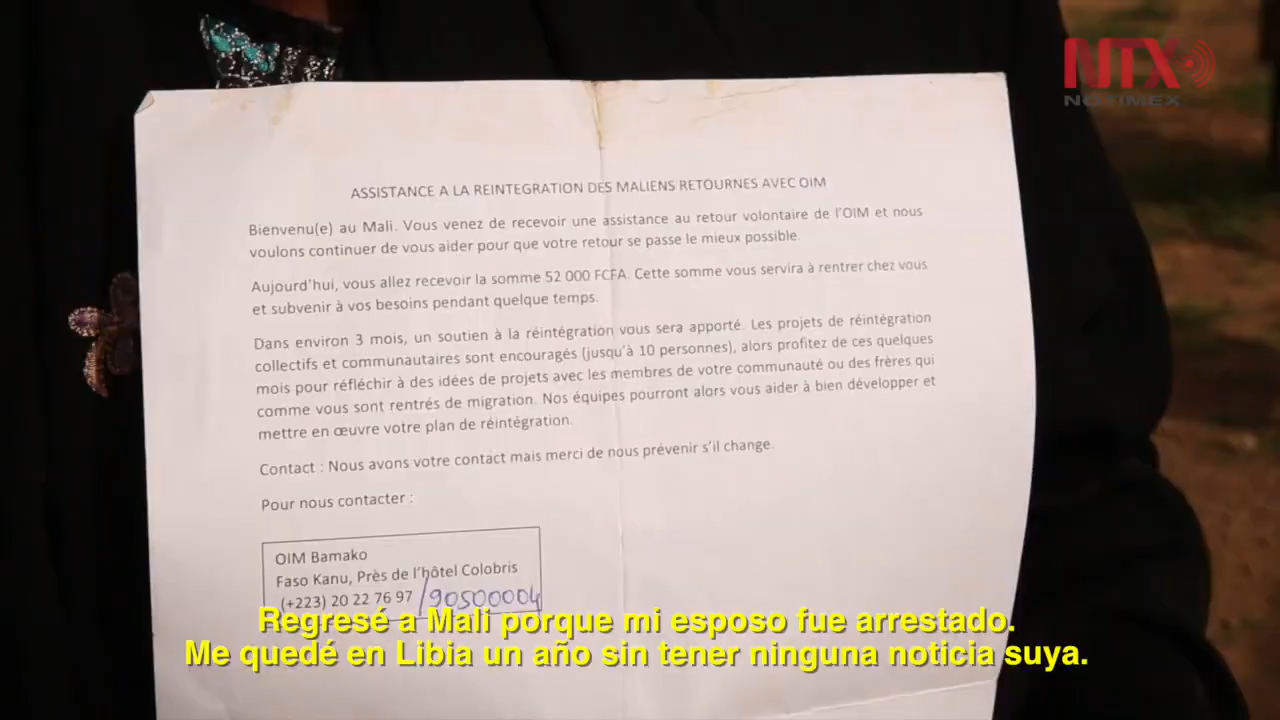 NTX
NOTIMEX
ASSISTANCE A LA REINTEGRATION DES MALIENS RETOURNES AVEC OIM
Bienvenu(e) au Mali. Vous venez de recevoir une assistance au retour volontaire de l'OIM et nous
voulons continuer de vous aider pour que votre retour se passe le mieux possible.
Aujourd'hui, vous allez recevoir la somme 52 000 FCFA. Cette somme vous servira à rentrer chez vous
et subvenir à vos besoins pendant quelque temps.
Dans environ 3 mois, un soutien à la réintégration vous sera apporté. Les projets de réintégration
collectifs et communautaires sont encouragés (jusqu'à 10 personnes), alors profitez de ces quelques
mois pour réfléchir à des idées de projets avec les membres de votre communauté ou des frères qui
comme vous sont rentrés de migration. Nos équipes pourront alors vous aider à bien développer et
mettre en œuvre votre plan de réintégration.
Contact : Nous avons votre contact mais merci de nous prévenir s'il change.
Pour nous contacter :
OIM Bamako
Faso Kanu, Près de l'hôtel Colobris
(+223) 20 22 76 97 /90500004
Regresé a Mali porque mi esposo fue arrestado.
Me quedé en Libia un año sin tener ninguna noticia suya.